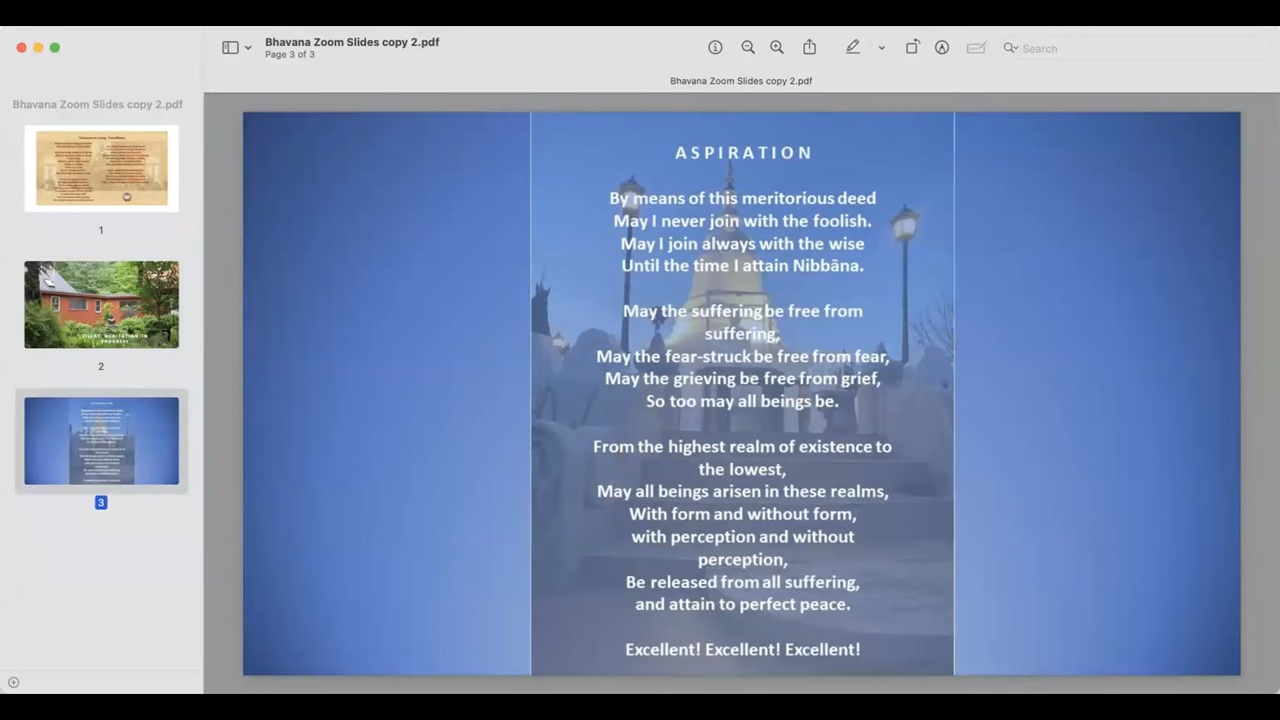 Bhavana Zoom Slides copy 2.pdf
Page 3 of 3
Search
Bhavana Zoom Slides copy 2.pdf
Bhavana Zoom Slides copy 2.pdf
1
SILENT MEDITATION IN
PROGRESS
2
3
ASPIRATION
By means of this meritorious deed
May I never join with the foolish.
May I join always with the wise
Until the time I attain Nibbāna.
May the suffering be free from
suffering,
May the fear-struck be free from fear,
May the grieving be free from grief,
So too may all beings be.
From the highest realm of existence to
the lowest,
May all beings arisen in these realms,
With form and without form,
with perception and without
perception,
Be released from all suffering,
and attain to perfect peace.
Excellent! Excellent! Excellent!